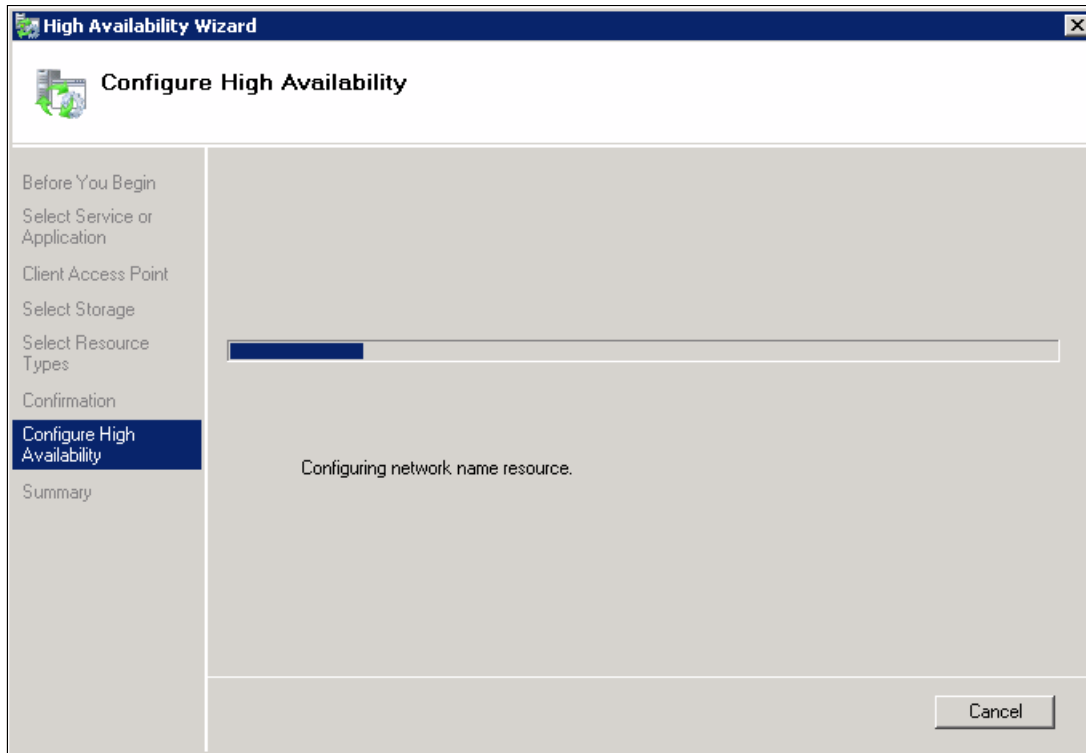 High Availability Wizard
Configure High Availability
Before You Begin
Select Service or
Application
Client Access Point
Select Storage
Select Resource
Types
Confirmation
Configure High
Availability
Summary
Configuring network name resource.
Cancel